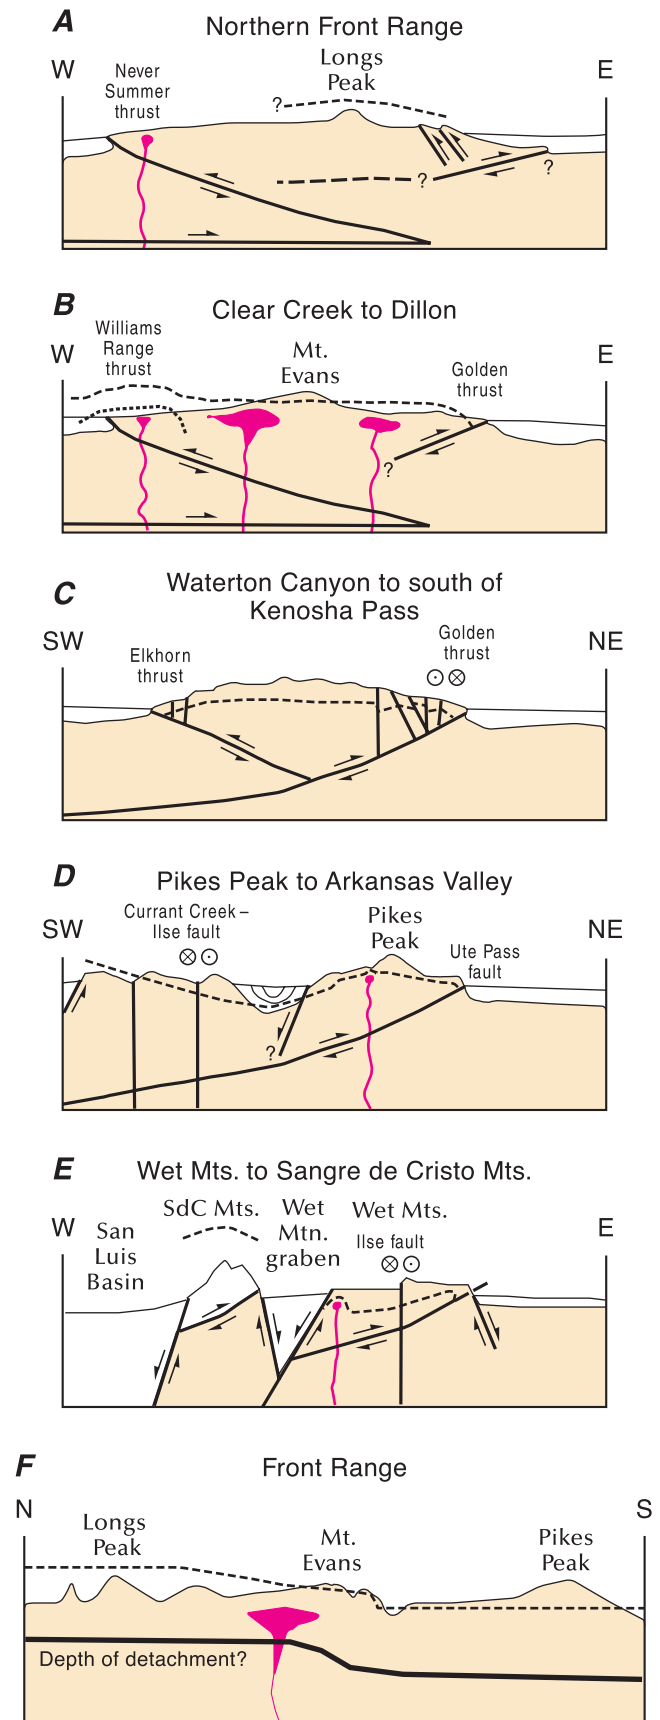 A
Northern Front Range
W
Never
Summer
thrust
Longs
Peak
E
?
?
?
B
Clear Creek to Dillon
W
Williams
Range
thrust
Mt.
Evans
Golden
thrust
E
?
C
Waterton Canyon to south of
Kenosha Pass
SW
Elkhorn
thrust
Golden
thrust
NE
D
Pikes Peak to Arkansas Valley
SW
Currant Creek–
Ilse fault
Pikes
Peak
Ute Pass
fault
NE
?
E
Wet Mts. to Sangre de Cristo Mts.
W
San
Luis
Basin
SdC Mts.
Wet
Mtn.
graben
Wet Mts.
Ilse fault
E
F
Front Range
N
Longs
Peak
Mt.
Evans
Pikes
Peak
S
Depth of detachment?